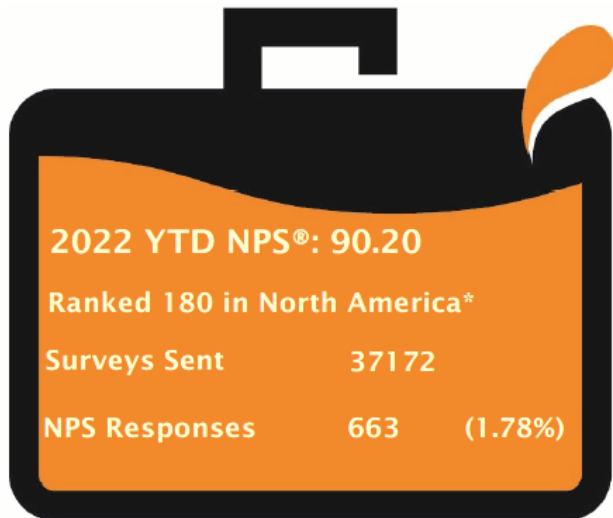 2022 YTD NPS®: 90.20
Ranked 180 in North America*
Surveys Sent 37172
NPS Responses 663 (1.78%)